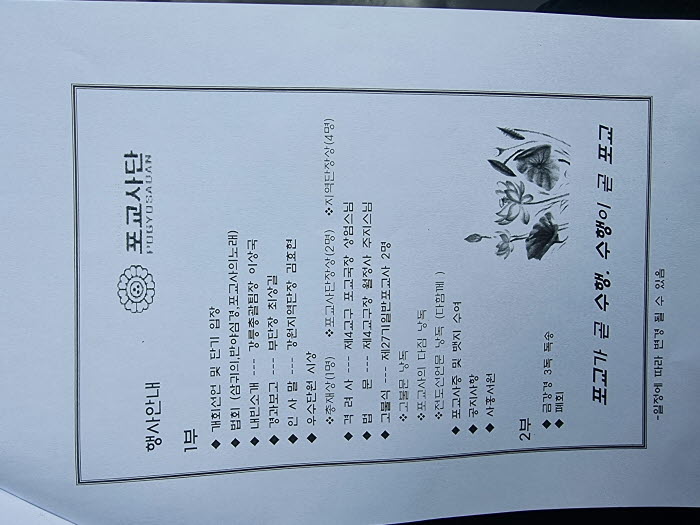 포교사단
POGYOSADAN
행사안내
1부
◆ 개회선언 및 단기 입장
◆ 법회 (삼귀의,반야심경,포교사의노래)
◆ 내빈소개 --- 강릉총괄팀장 이상국
◆ 경과보고 --- 부단장 최상길
◆ 인 사 말 --- 강원지역단장 김효현
◆ 우수단원 시상
❖총재상(1명) ❖포교사단장상(2명) ❖지역단장상(4명)
◆ 격 려 사 --- 제4교구 포교국장 상엄스님
◆ 법 문 --- 제4교구장 월정사 주지스님
◆ 고불식 --- 제27기일반포교사 2명
❖고불문 낭독
❖포교사의 다짐 낭독
❖전도선언문 낭독 (다함께 )
◆ 포교사증 및 뱃지 수여
◆ 공지사항
◆ 사홍서원
2부
◆ 금강경 3독 독송
◆ 폐회
포교가 곧 수행. 수행이 곧 포교
-일정에 따라 변경 될 수 있음